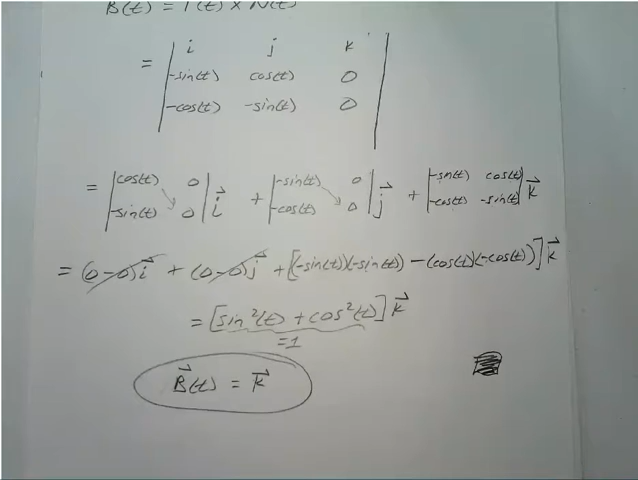 B(t) = T(t) × N(t)
= | i j k |
| -sin(t) cos(t) 0 |
| -cos(t) -sin(t) 0 |
= | cos(t) 0 | i⃗ + | -sin(t) 0 | j⃗ + | -sin(t) cos(t) | k⃗
| -sin(t) 0 | | -cos(t) 0 | | -cos(t) -sin(t) |
= (0-0)i⃗ + (0-0)j⃗ + [(-sin(t))(-sin(t)) - (cos(t)(-cos(t))]k⃗
= [sin²(t) + cos²(t)]k⃗
=1
B⃗(t) = k⃗